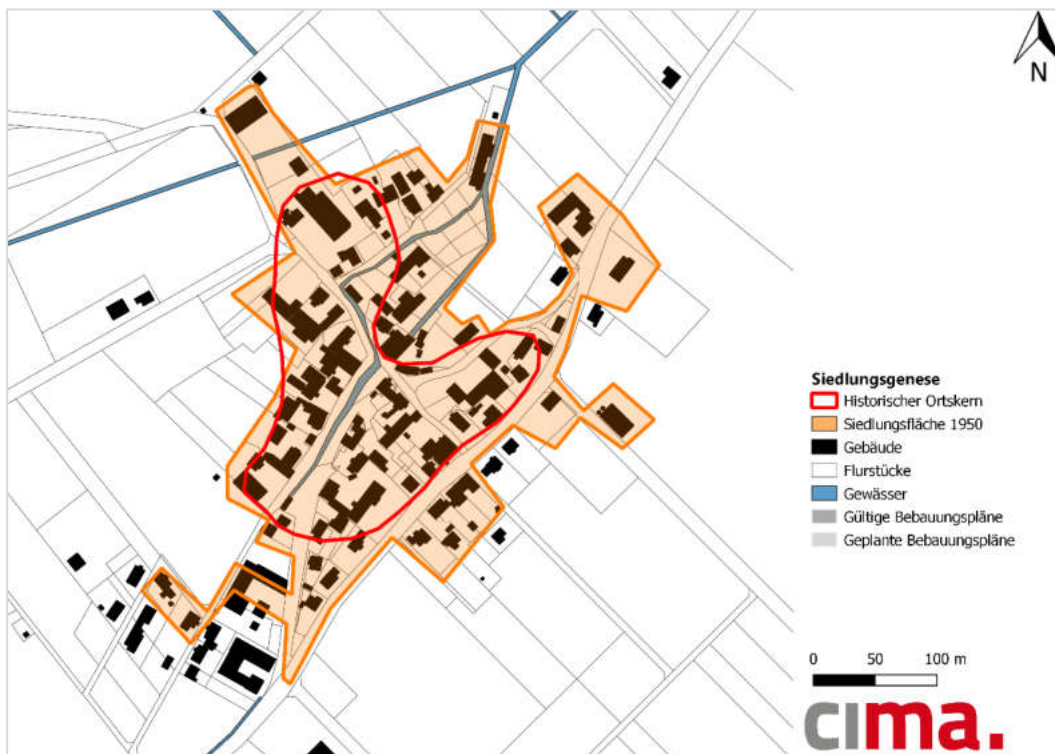 N
Siedlungsgenese
Historischer Ortskern
Siedlungsfläche 1950
Gebäude
Flurstücke
Gewässer
Gültige Bebauungspläne
Geplante Bebauungspläne
0 50 100 m
cima.